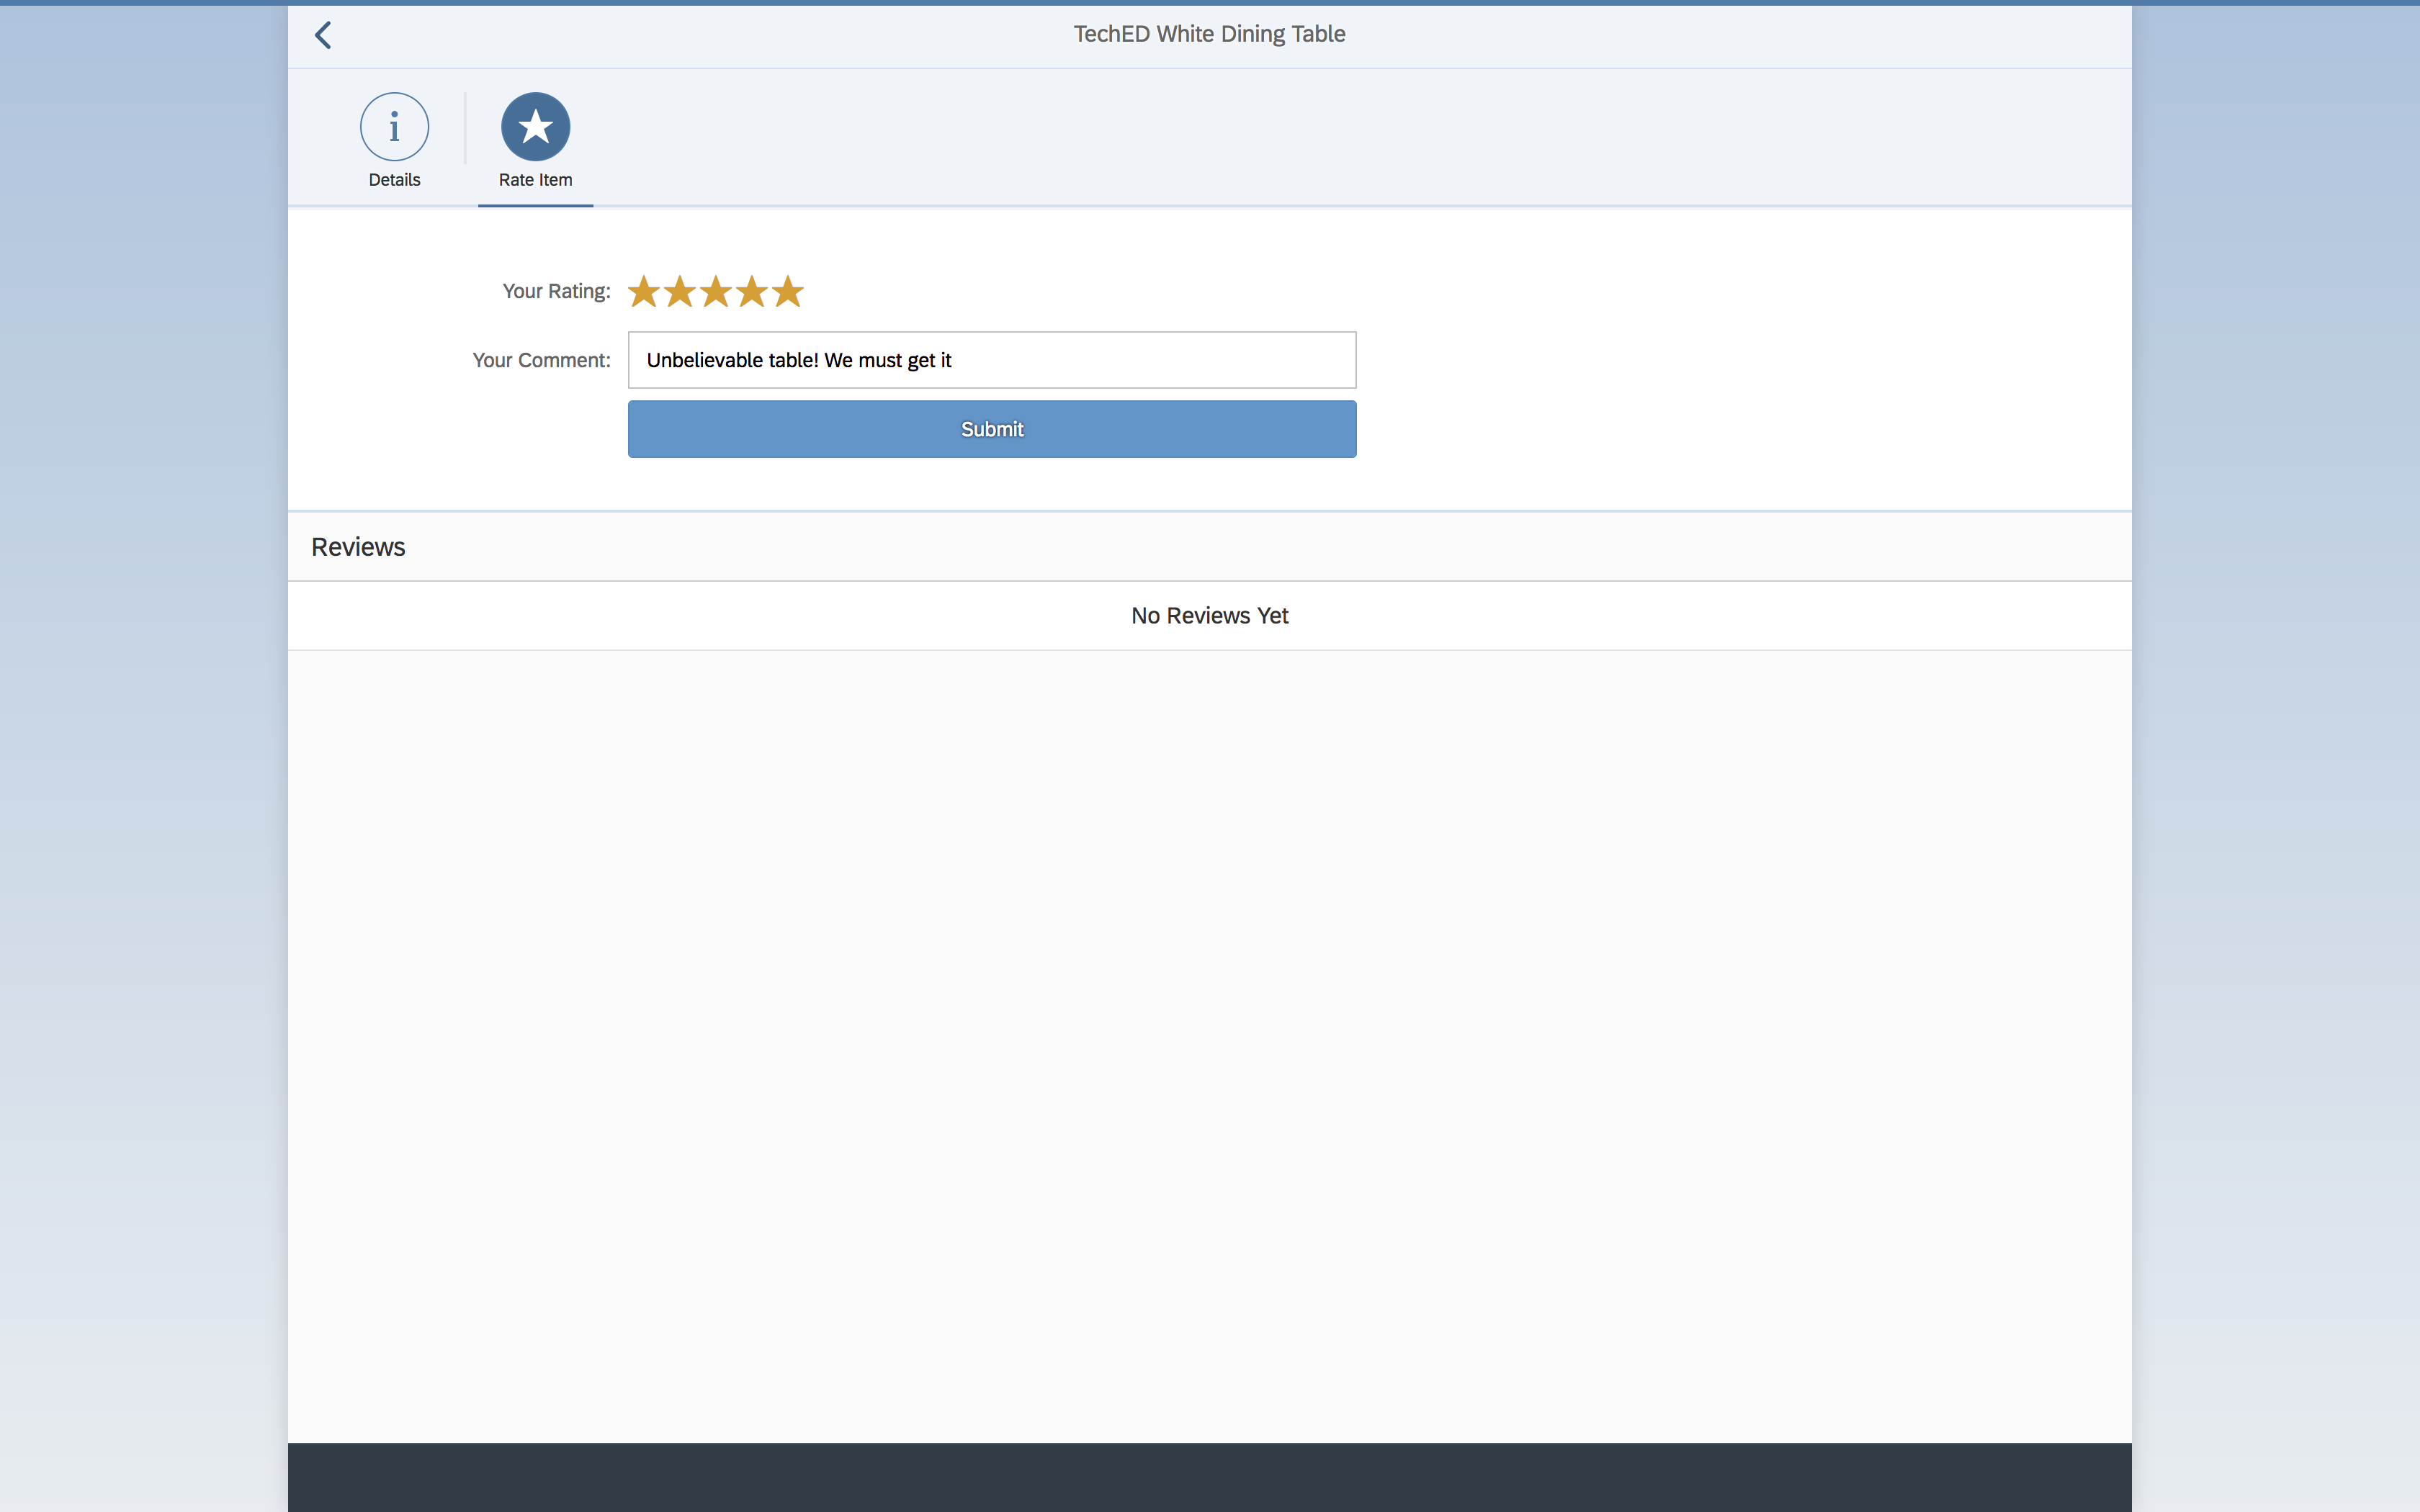 TechED White Dining Table
Details
Rate Item
Your Rating:
Your Comment: Unbelievable table! We must get it
Submit
Reviews
No Reviews Yet